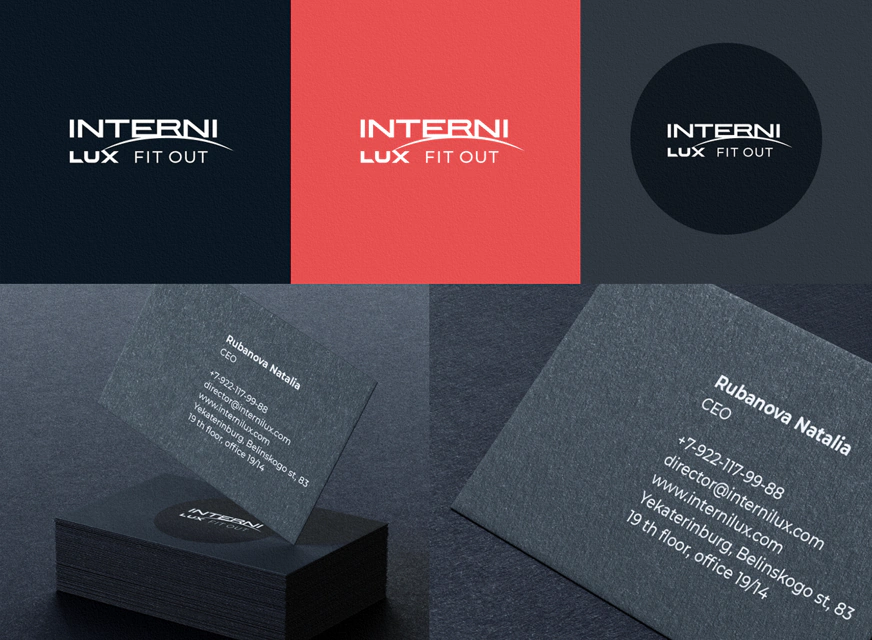 INTERNI
LUX FIT OUT
INTERNI
LUX FIT OUT
INTERNI
LUX FIT OUT
Rubanova Natalia
CEO
+7-922-117-99-88
director@internilux.com
www.internilux.com
Yekaterinburg, Belinskogo st, 83
19 th floor, office 19/14
INTERNI
LUX FIT OUT
Rubanova Natalia
CEO
+7-922-117-99-88
director@internilux.com
www.internilux.com
Yekaterinburg, Belinskogo st, 83
19 th floor, office 19/14